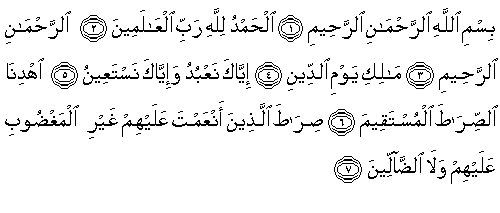 بِسْمِ ٱللَّهِ ٱلرَّحْمَـٰنِ ٱلرَّحِيمِ ۝١ ٱلْحَمْدُ لِلَّهِ رَبِّ ٱلْعَـٰلَمِينَ ۝٢ ٱلرَّحْمَـٰنِ
ٱلرَّحِيمِ ۝٣ مَـٰلِكِ يَوْمِ ٱلدِّينِ ۝٤ إِيَّاكَ نَعْبُدُ وَإِيَّاكَ نَسْتَعِينُ ۝٥ ٱهْدِنَا
ٱلصِّرَٰطَ ٱلْمُسْتَقِيمَ ۝٦ صِرَٰطَ ٱلَّذِينَ أَنْعَمْتَ عَلَيْهِمْ غَيْرِ ٱلْمَغْضُوبِ
عَلَيْهِمْ وَلَا ٱلضَّآلِّينَ ۝٧